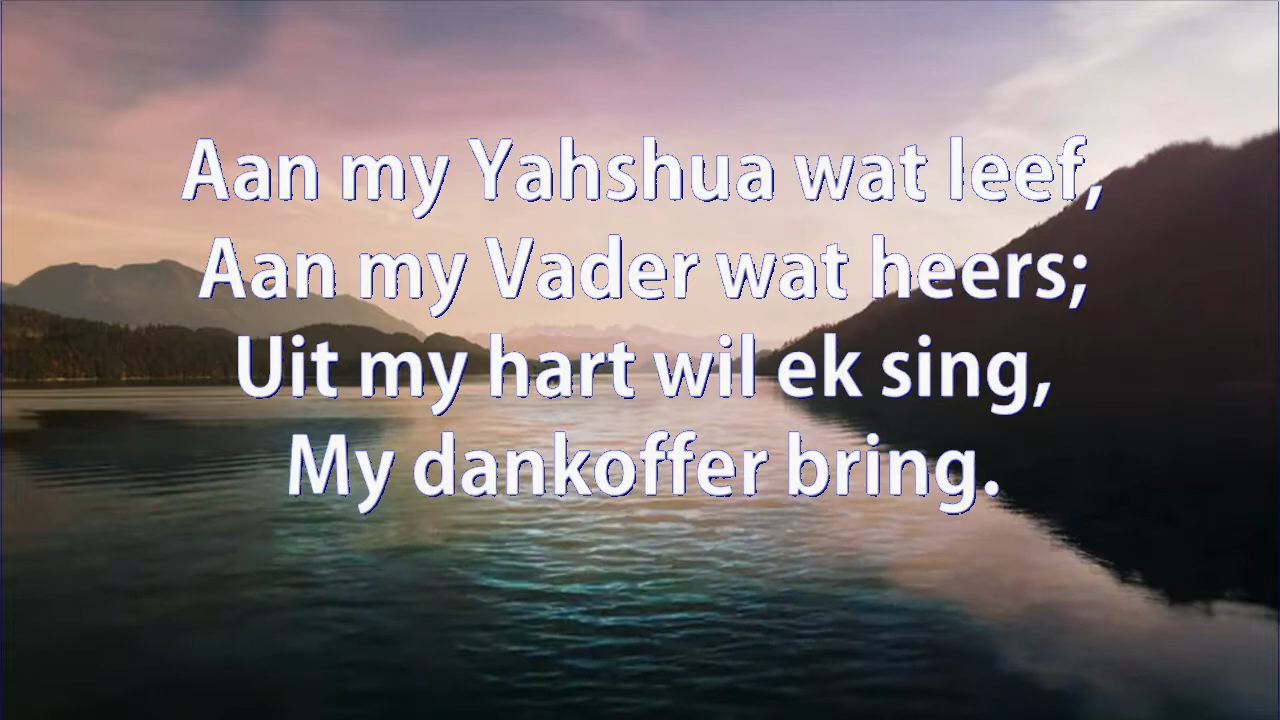 Aan my Yahshua wat leef,
Aan my Vader wat heers;
Uit my hart wil ek sing,
My dankoffer bring.